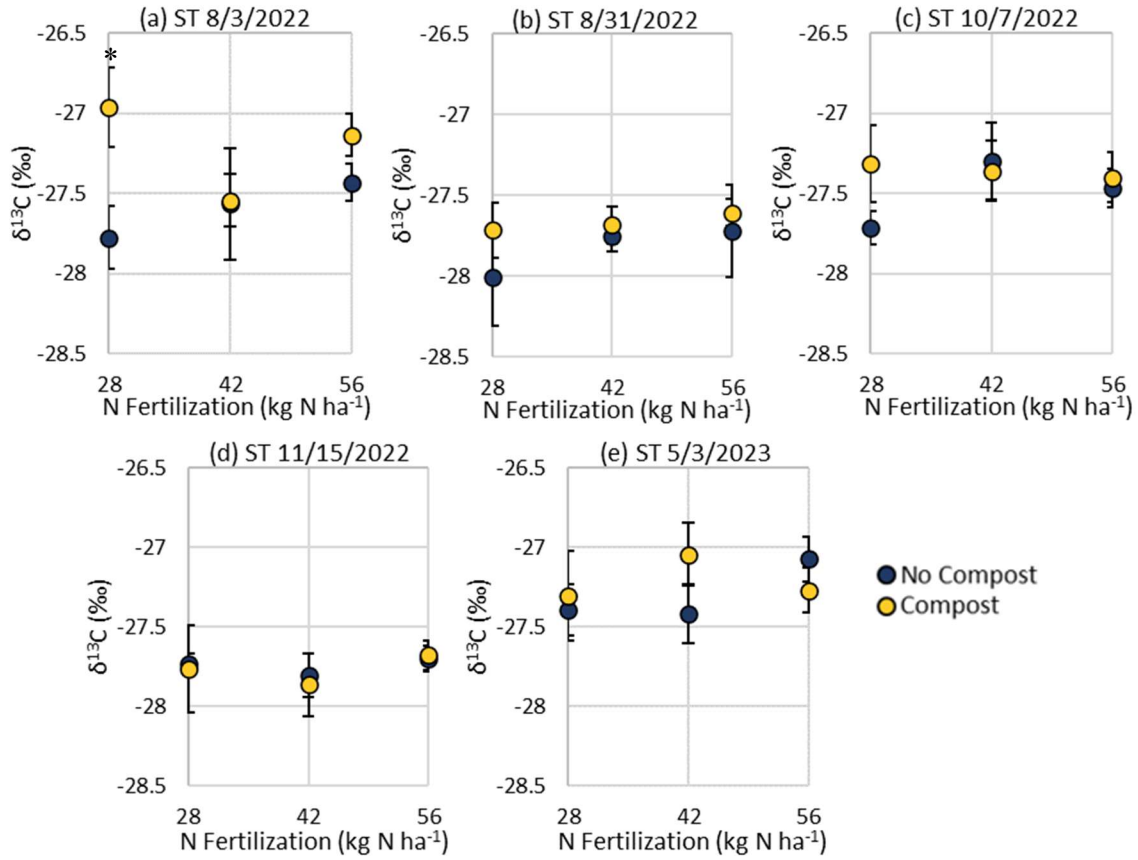 (a) ST 8/3/2022
-26.5
*
-27
-27.5
-28
-28.5
δ¹³C (‰)
28 42 56
N Fertilization (kg N ha⁻¹)
(b) ST 8/31/2022
-26.5
-27
-27.5
-28
-28.5
δ¹³C (‰)
28 42 56
N Fertilization (kg N ha⁻¹)
(c) ST 10/7/2022
-26.5
-27
-27.5
-28
-28.5
δ¹³C (‰)
28 42 56
N Fertilization (kg N ha⁻¹)
(d) ST 11/15/2022
-26.5
-27
-27.5
-28
-28.5
δ¹³C (‰)
28 42 56
N Fertilization (kg N ha⁻¹)
(e) ST 5/3/2023
-26.5
-27
-27.5
-28
-28.5
δ¹³C (‰)
28 42 56
N Fertilization (kg N ha⁻¹)
No Compost
Compost